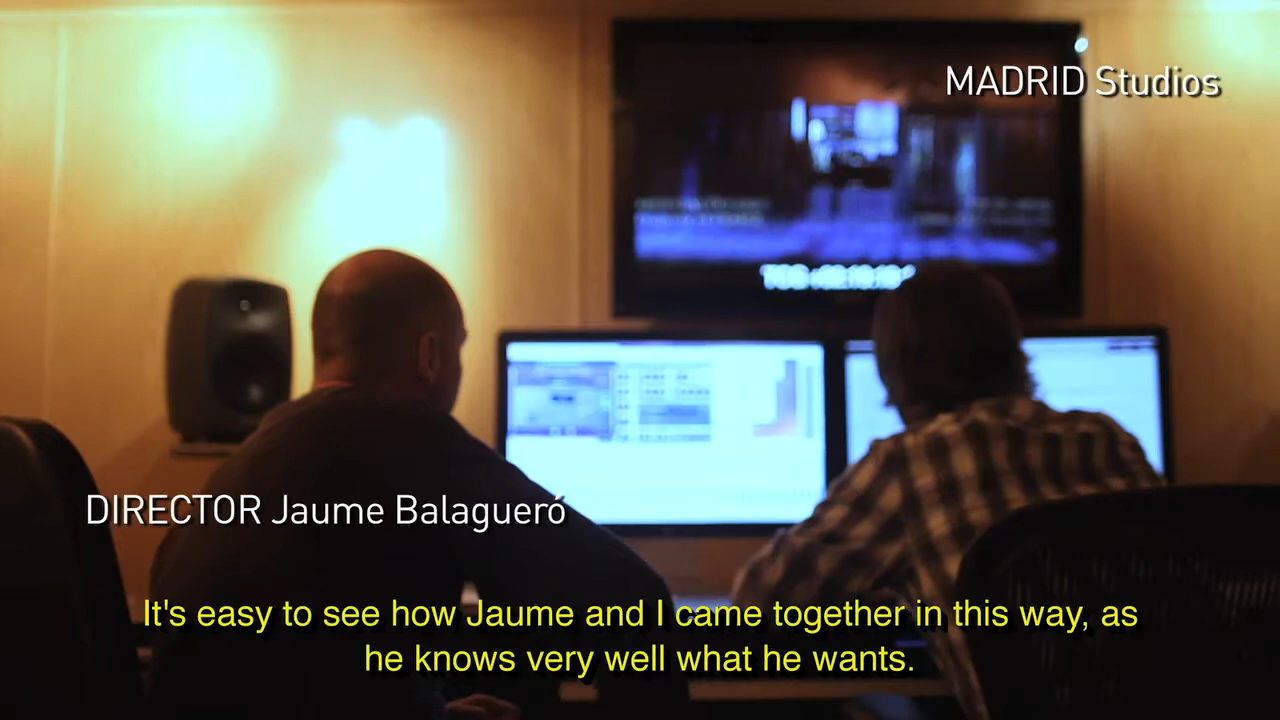 MADRID Studios
DIRECTOR Jaume Balagueró
It's easy to see how Jaume and I came together in this way, as
he knows very well what he wants.